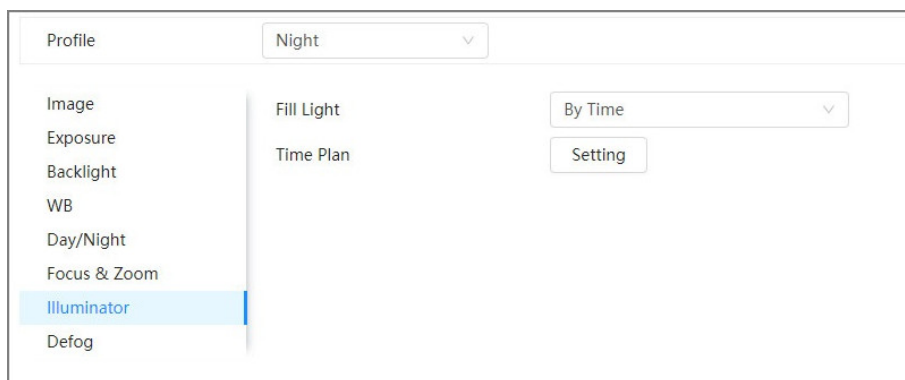 Profile Night
Image
Exposure
Backlight
WB
Day/Night
Focus & Zoom
Illuminator
Defog
Fill Light By Time
Time Plan Setting